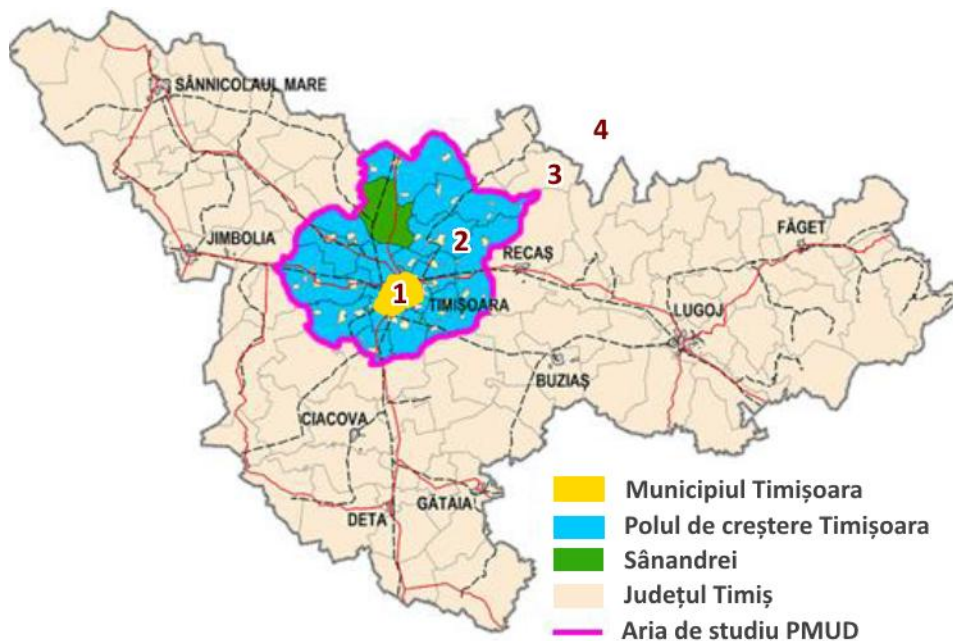 SÂNNICOLAUL MARE
4
3
JIMBOLIA
2
RECAȘ
FĂGET
1
TIMIȘOARA
LUGOJ
BUZIAȘ
CIACOVA
GĂTAIA
DETA
Municipiul Timișoara
Polul de creștere Timișoara
Sânandrei
Județul Timiș
Aria de studiu PMUD